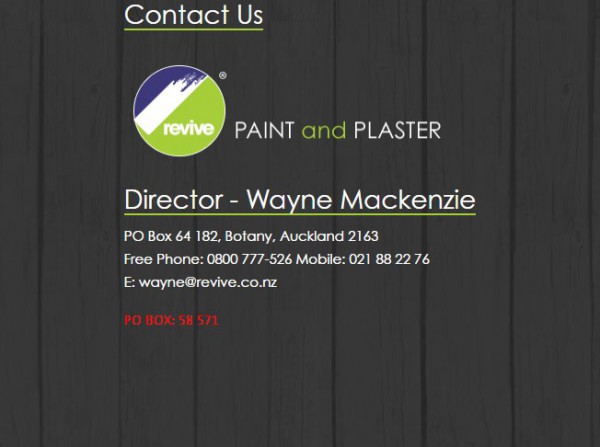 Contact Us
®
revive
PAINT and PLASTER
Director - Wayne Mackenzie
PO Box 64 182, Botany, Auckland 2163
Free Phone: 0800 777-526 Mobile: 021 88 22 76
E: wayne@revive.co.nz
PO BOX: 58 571